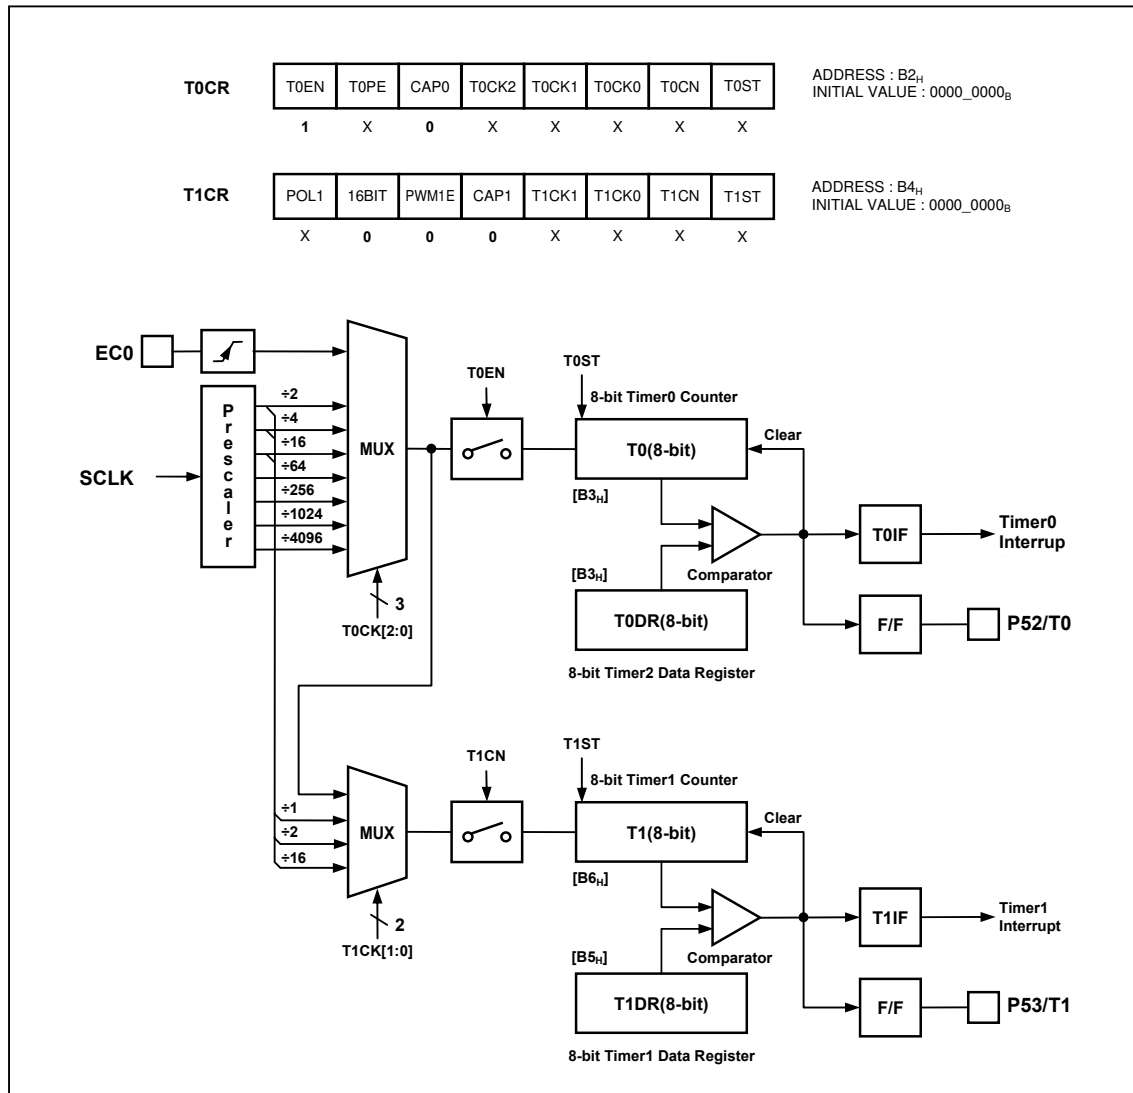 T0CR T0EN T0PE CAP0 T0CK2 T0CK1 T0CK0 T0CN T0ST ADDRESS : B2H
INITIAL VALUE : 0000_0000B
1 X 0 X X X X X
T1CR POL1 16BIT PWM1E CAP1 T1CK1 T1CK0 T1CN T1ST ADDRESS : B4H
INITIAL VALUE : 0000_0000B
X 0 0 0 X X X X
EC0
SCLK
Prescaler
÷2
÷4
÷16
÷64
÷256
÷1024
÷4096
MUX
3
T0CK[2:0]
T0EN
T0ST
8-bit Timer0 Counter
T0(8-bit)
Clear
[B3H]
Comparator
[B3H]
T0DR(8-bit)
8-bit Timer2 Data Register
T0IF
Timer0
Interrup
F/F
P52/T0
÷1
÷2
÷16
MUX
2
T1CK[1:0]
T1CN
T1ST
8-bit Timer1 Counter
T1(8-bit)
Clear
[B6H]
Comparator
[B5H]
T1DR(8-bit)
8-bit Timer1 Data Register
T1IF
Timer1
Interrupt
F/F
P53/T1